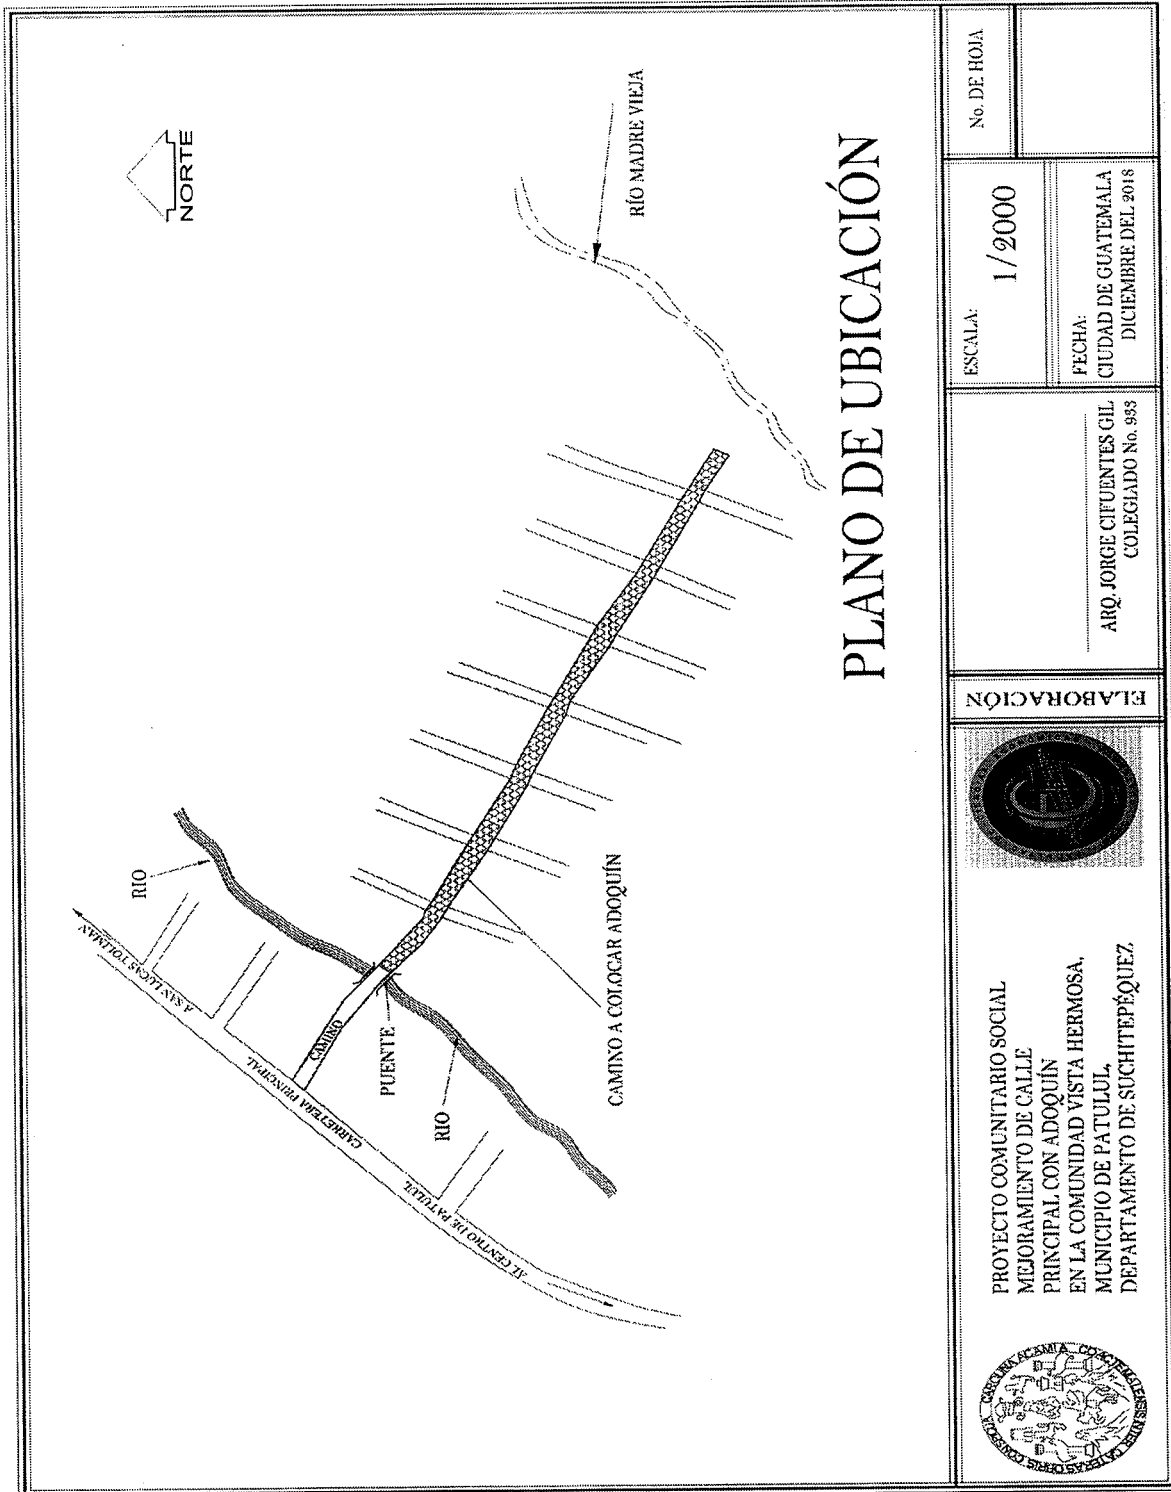 NORTE
RÍO MADRE VIEJA
RIO
A SAN LUCAS TOLIMAN
CARRETERA PRINCIPAL
CAMINO
PUENTE
RIO
AL CENTRO DE PATULUL
CAMINO A COLOCAR ADOQUÍN
PLANO DE UBICACIÓN
PROYECTO COMUNITARIO SOCIAL
MEJORAMIENTO DE CALLE
PRINCIPAL CON ADOQUÍN
EN LA COMUNIDAD VISTA HERMOSA,
MUNICIPIO DE PATULUL,
DEPARTAMENTO DE SUCHITEPÉQUEZ
ELABORACIÓN
ARQ. JORGE CIFUENTES GIL
COLEGIADO No. 933
ESCALA:
1/2000
FECHA:
CIUDAD DE GUATEMALA
DICIEMBRE DEL 2018
No. DE HOJA